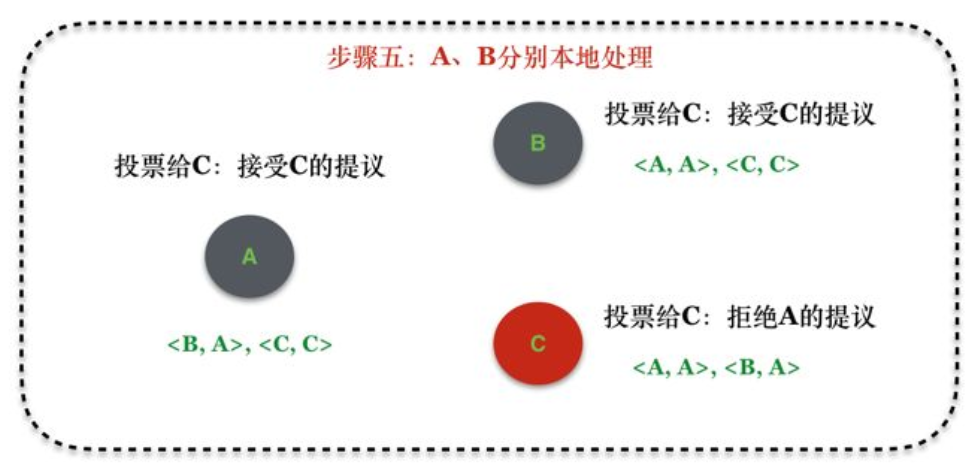 步骤五：A、B分别本地处理
投票给C：接受C的提议
A
<B, A>, <C, C>
B
投票给C：接受C的提议
<A, A>, <C, C>
C
投票给C：拒绝A的提议
<A, A>, <B, A>